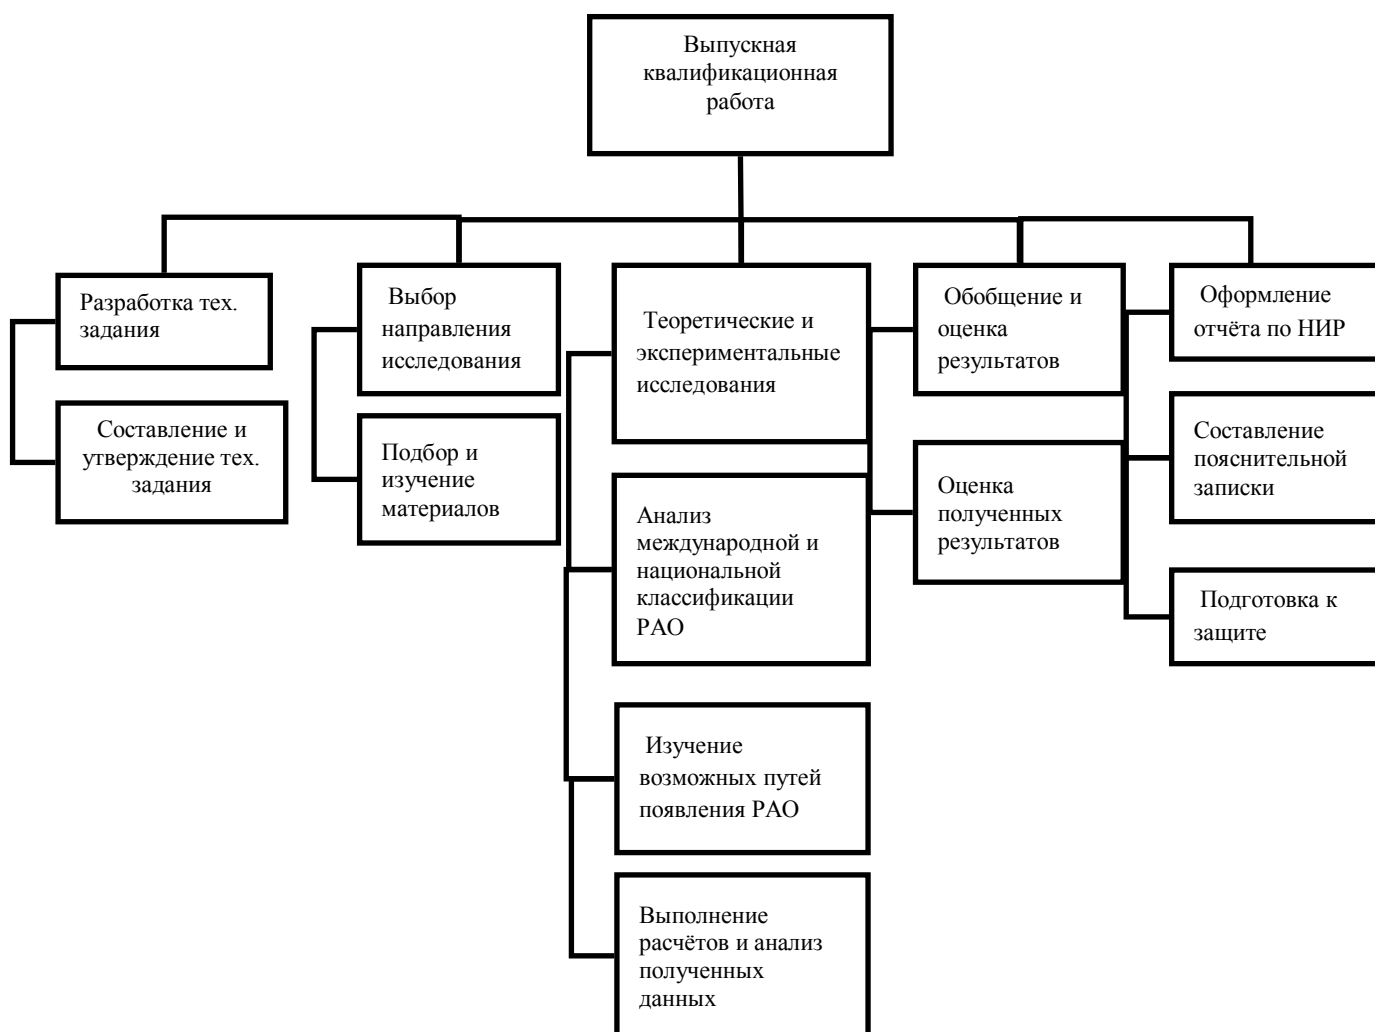 Выпускная
квалификационная
работа
Разработка тех.
задания
Составление и
утверждение тех.
задания
Выбор
направления
исследования
Подбор и
изучение
материалов
Теоретические и
экспериментальные
исследования
Анализ
международной и
национальной
классификации
РАО
Изучение
возможных путей
появления РАО
Выполнение
расчётов и анализ
полученных
данных
Обобщение и
оценка
результатов
Оценка
полученных
результатов
Оформление
отчёта по НИР
Составление
пояснительной
записки
Подготовка к
защите